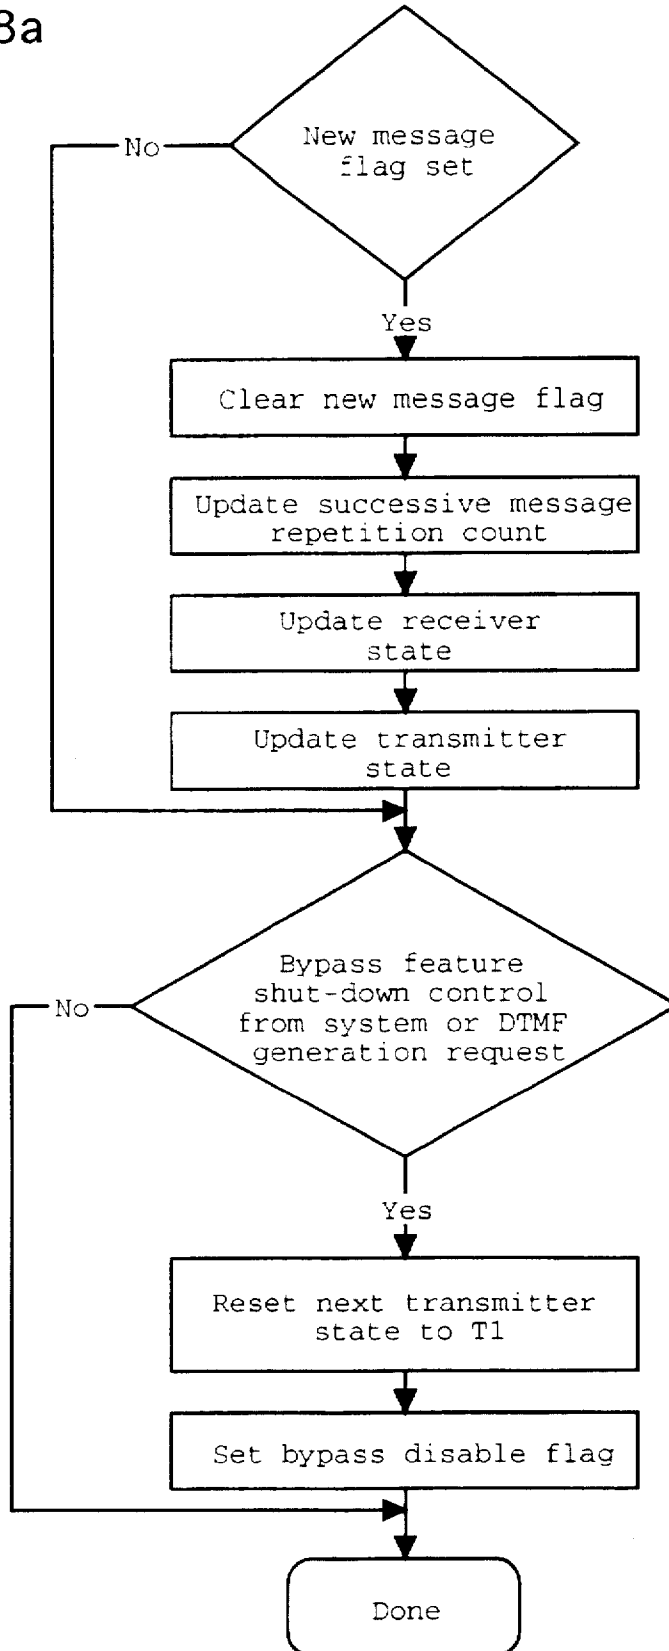 8a
New message
flag set
No
Yes
Clear new message flag
Update successive message
repetition count
Update receiver
state
Update transmitter
state
Bypass feature
shut-down control
from system or DTMF
generation request
No
Yes
Reset next transmitter
state to T1
Set bypass disable flag
Done